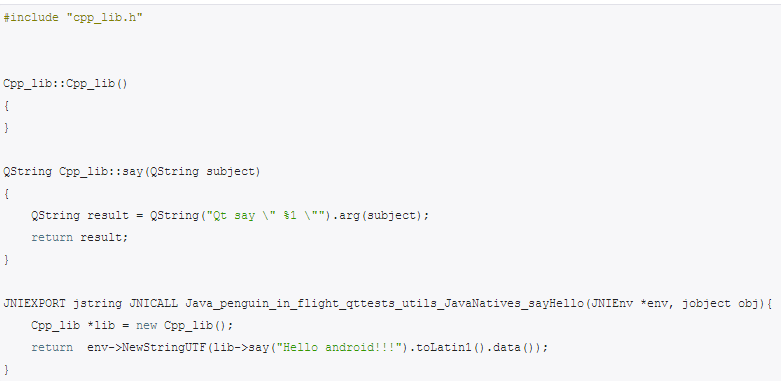 #include "cpp_lib.h"
Cpp_lib::Cpp_lib()
{
}
QString Cpp_lib::say(QString subject)
{
    QString result = QString("Qt say \" %1 \"").arg(subject);
    return result;
}
JNIEXPORT jstring JNICALL Java_penguin_in_flight_qttests_utils_JavaNatives_sayHello(JNIEnv *env, jobject obj){
    Cpp_lib *lib = new Cpp_lib();
    return  env->NewStringUTF(lib->say("Hello android!!!").toLatin1().data());
}